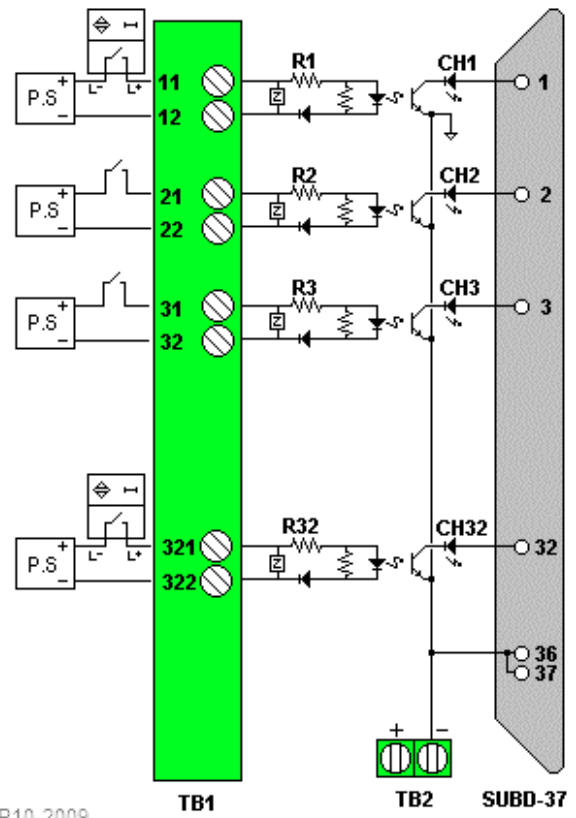 L- L+
P.S + -
11
12
R1
Z
CH1
1
P.S + -
21
22
R2
Z
CH2
2
P.S + -
31
32
R3
Z
CH3
3
L- L+
P.S + -
321
322
R32
Z
CH32
32
36
37
+ -
TB1
TB2
SUBD-37